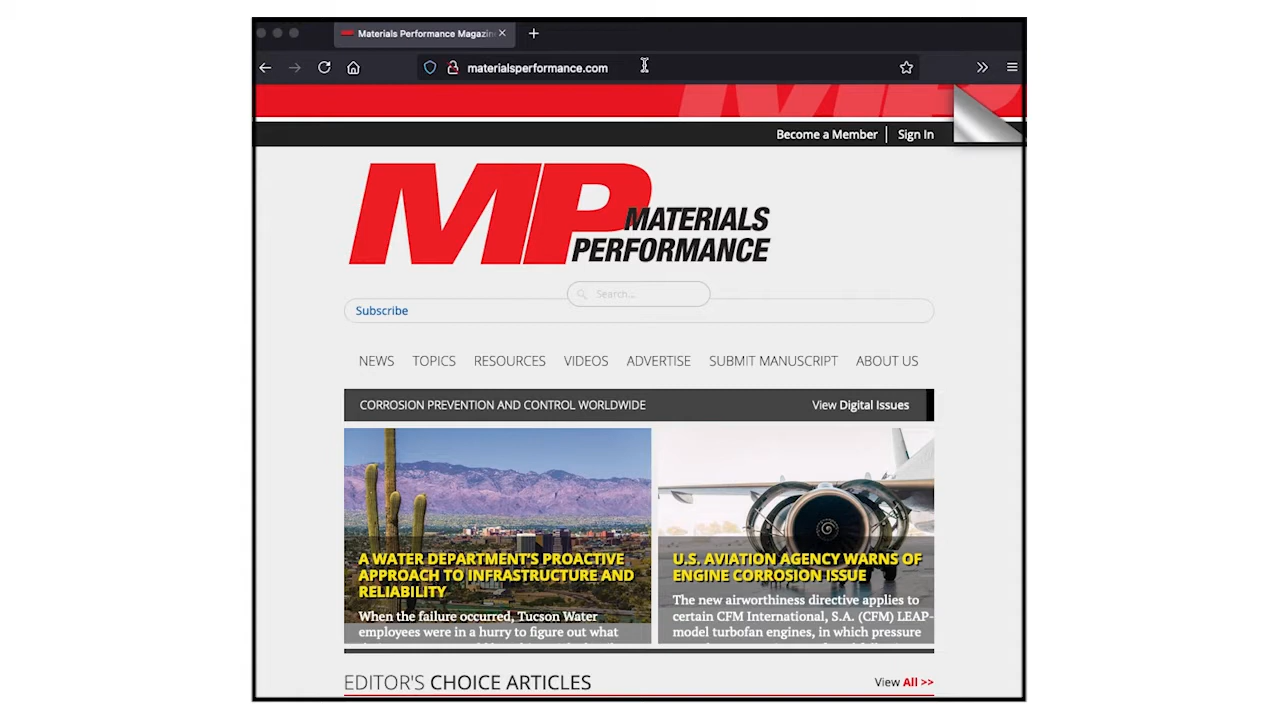 Materials Performance Magazin
materialsperformance.com
MP
Become a Member
Sign In
MP MATERIALS
PERFORMANCE
Search...
Subscribe
NEWS TOPICS RESOURCES VIDEOS ADVERTISE SUBMIT MANUSCRIPT ABOUT US
CORROSION PREVENTION AND CONTROL WORLDWIDE
View Digital Issues
A WATER DEPARTMENT'S PROACTIVE
APPROACH TO INFRASTRUCTURE AND
RELIABILITY
When the failure occurred, Tucson Water
employees were in a hurry to figure out what
U.S. AVIATION AGENCY WARNS OF
ENGINE CORROSION ISSUE
The new airworthiness directive applies to
certain CFM International, S.A. (CFM) LEAP-
model turbofan engines, in which pressure
EDITOR'S CHOICE ARTICLES
View All >>